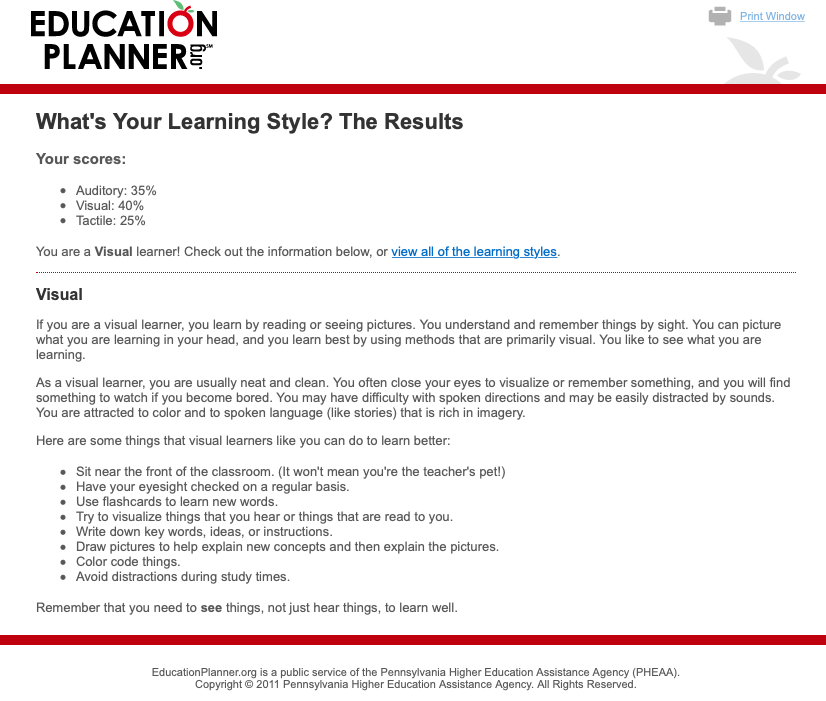 EDUCATION
PLANNER.org℠
Print Window
What's Your Learning Style? The Results
Your scores:
Auditory: 35%
Visual: 40%
Tactile: 25%
You are a Visual learner! Check out the information below, or view all of the learning styles.
Visual
If you are a visual learner, you learn by reading or seeing pictures. You understand and remember things by sight. You can picture
what you are learning in your head, and you learn best by using methods that are primarily visual. You like to see what you are
learning.
As a visual learner, you are usually neat and clean. You often close your eyes to visualize or remember something, and you will find
something to watch if you become bored. You may have difficulty with spoken directions and may be easily distracted by sounds.
You are attracted to color and to spoken language (like stories) that is rich in imagery.
Here are some things that visual learners like you can do to learn better:
Sit near the front of the classroom. (It won't mean you're the teacher's pet!)
Have your eyesight checked on a regular basis.
Use flashcards to learn new words.
Try to visualize things that you hear or things that are read to you.
Write down key words, ideas, or instructions.
Draw pictures to help explain new concepts and then explain the pictures.
Color code things.
Avoid distractions during study times.
Remember that you need to see things, not just hear things, to learn well.
EducationPlanner.org is a public service of the Pennsylvania Higher Education Assistance Agency (PHEAA).
Copyright © 2011 Pennsylvania Higher Education Assistance Agency. All Rights Reserved.